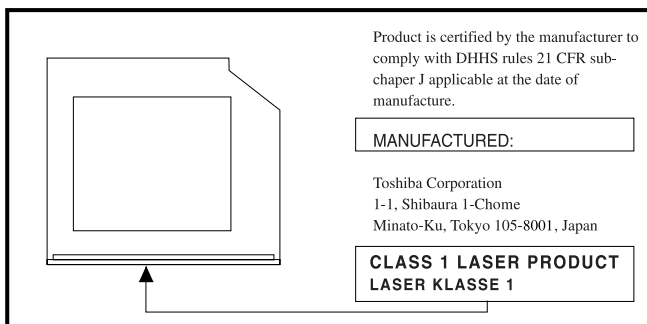 Product is certified by the manufacturer to
comply with DHHS rules 21 CFR sub-
chaper J applicable at the date of
manufacture.
MANUFACTURED:
Toshiba Corporation
1-1, Shibaura 1-Chome
Minato-Ku, Tokyo 105-8001, Japan
CLASS 1 LASER PRODUCT
LASER KLASSE 1